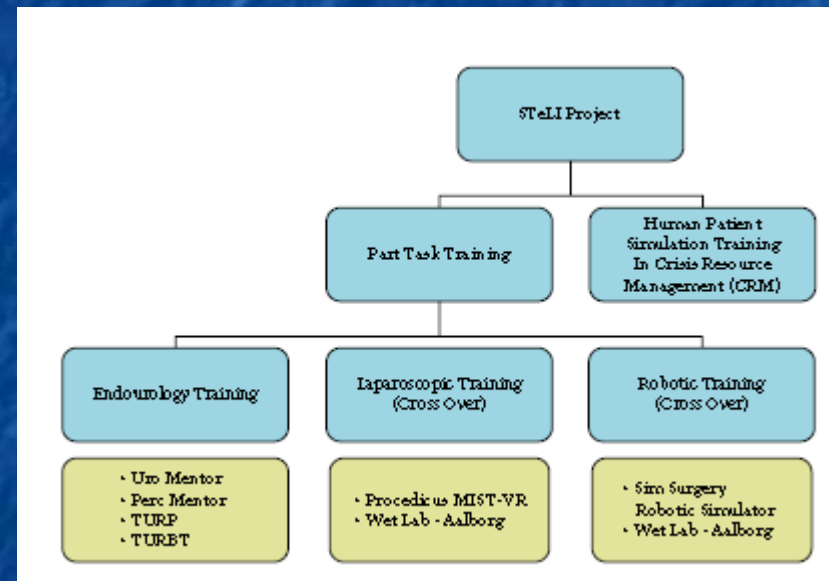 STeLI Project
Part Task Training
Human Patient
Simulation Training
In Crisis Resource
Management (CRM)
Endourology Training
Laparoscopic Training
(Cross Over)
Robotic Training
(Cross Over)
• Uro Mentor
• Perc Mentor
• TURP
• TURBT
• Procedicus MIST-VR
• Wet Lab - Aalborg
• Sim Surgery
Robotic Simulator
• Wet Lab - Aalborg